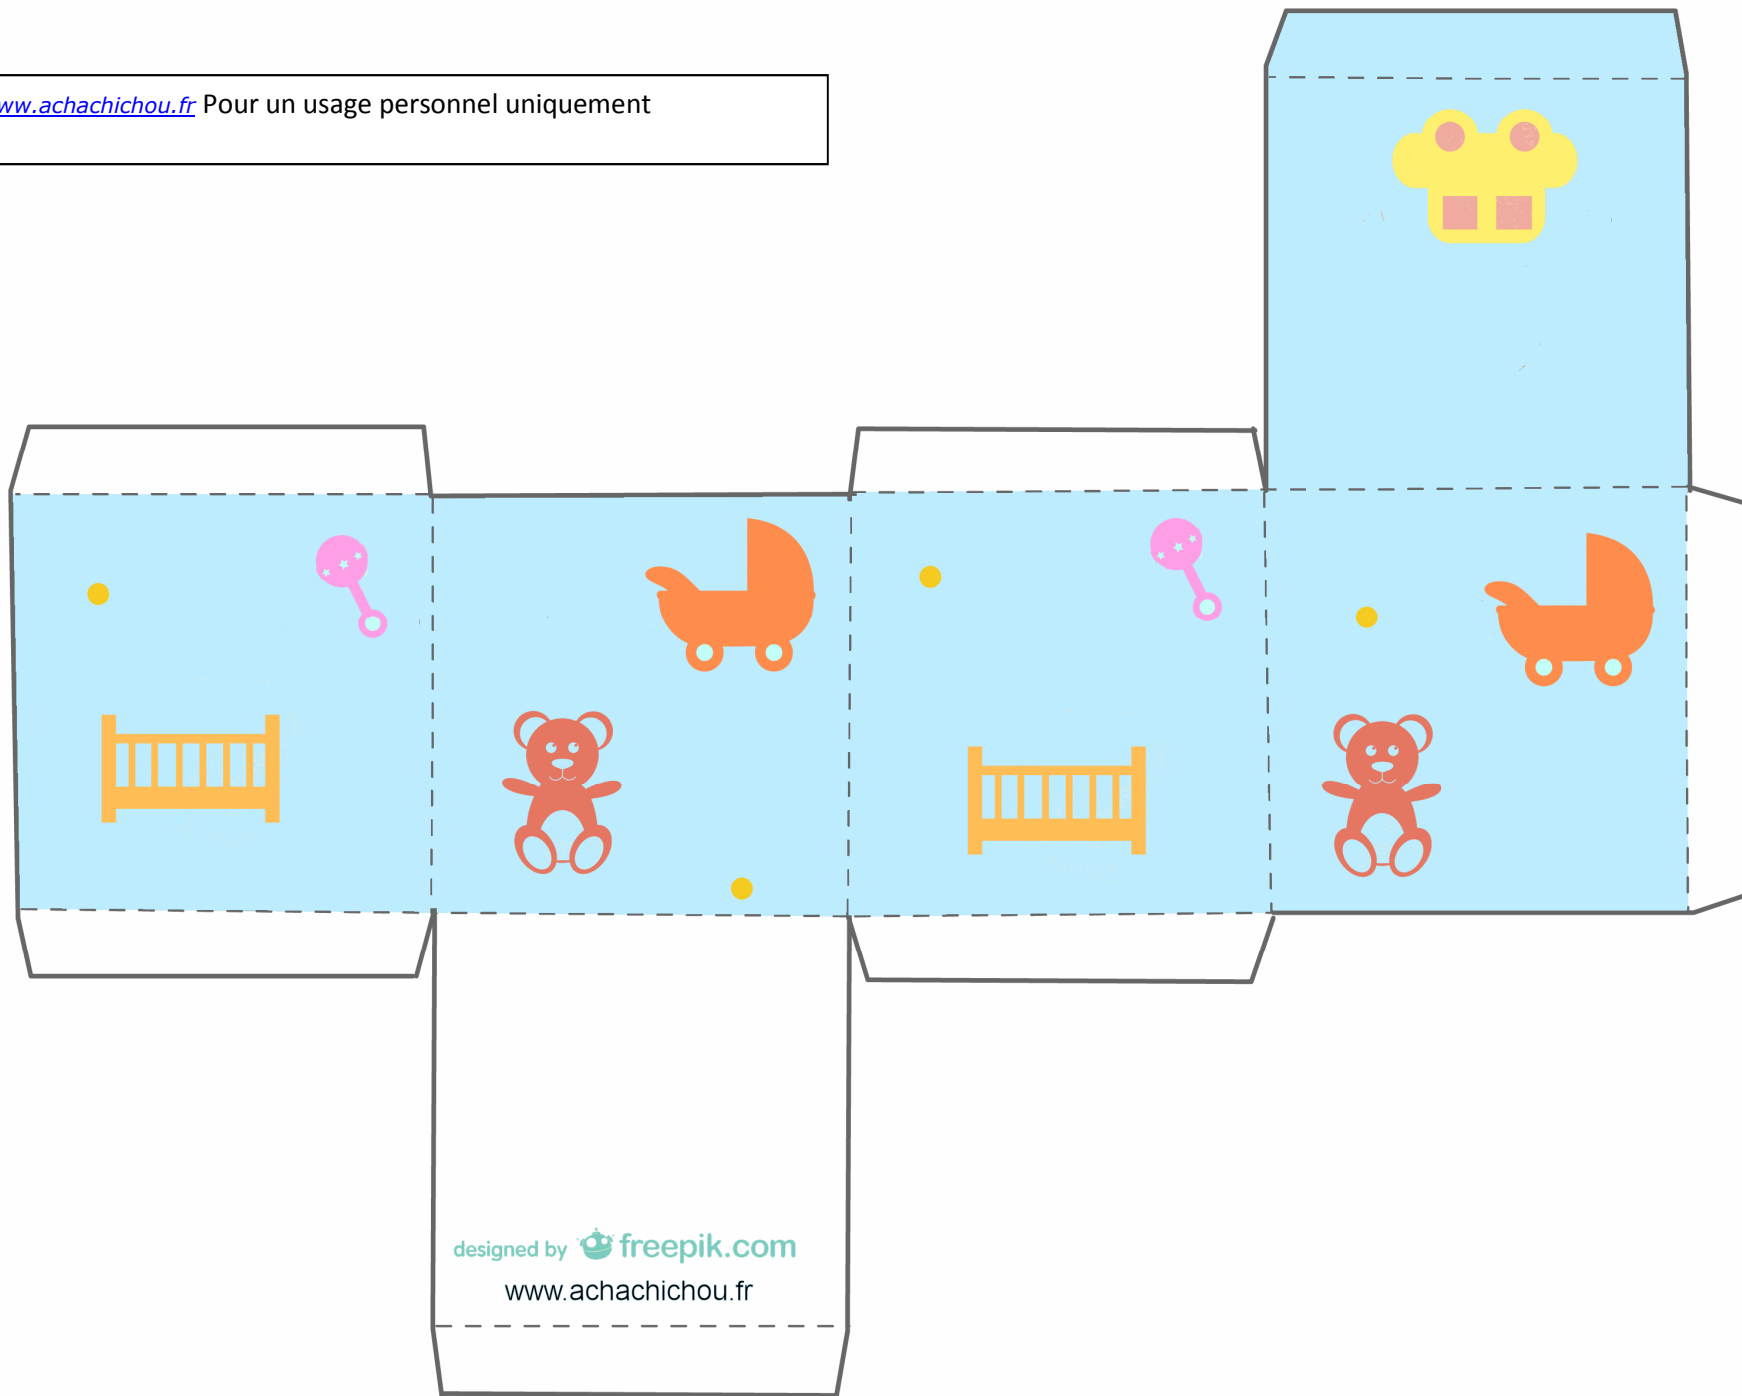 ww.achachichou.fr Pour un usage personnel uniquement
designed by freepik.com
www.achachichou.fr